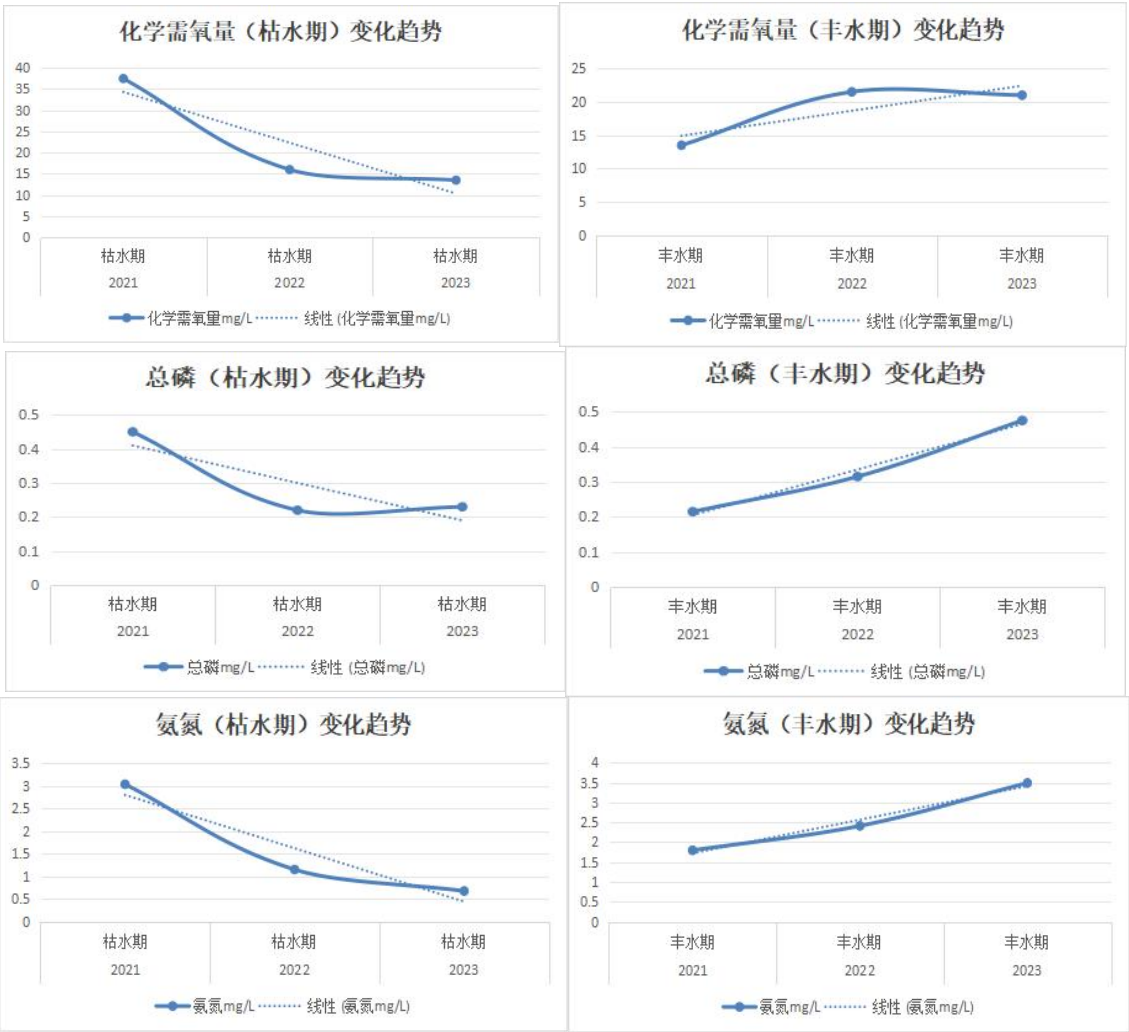 化学需氧量（枯水期）变化趋势
40
35
30
25
20
15
10
5
0
枯水期 枯水期 枯水期
2021 2022 2023
化学需氧量mg/L 线性 (化学需氧量mg/L)
化学需氧量（丰水期）变化趋势
25
20
15
10
5
0
丰水期 丰水期 丰水期
2021 2022 2023
化学需氧量mg/L 线性 (化学需氧量mg/L)
总磷（枯水期）变化趋势
0.5
0.4
0.3
0.2
0.1
0
枯水期 枯水期 枯水期
2021 2022 2023
总磷mg/L 线性 (总磷mg/L)
总磷（丰水期）变化趋势
0.5
0.4
0.3
0.2
0.1
0
丰水期 丰水期 丰水期
2021 2022 2023
总磷mg/L 线性 (总磷mg/L)
氨氮（枯水期）变化趋势
3.5
3
2.5
2
1.5
1
0.5
0
枯水期 枯水期 枯水期
2021 2022 2023
氨氮mg/L 线性 (氨氮mg/L)
氨氮（丰水期）变化趋势
4
3.5
3
2.5
2
1.5
1
0.5
0
丰水期 丰水期 丰水期
2021 2022 2023
氨氮mg/L 线性 (氨氮mg/L)